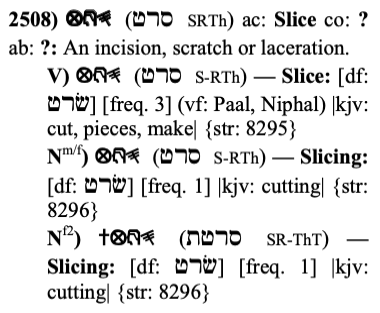 2508) (סרט SRTh) ac: Slice co: ?
ab: ?: An incision, scratch or laceration.
V) (סרט S-RTh) — Slice: [df:
שׂרט] [freq. 3] (vf: Paal, Niphal) |kjv:
cut, pieces, make| {str: 8295}
Nm/f) (סרט S-RTh) — Slicing:
[df: שׂרט] [freq. 1] |kjv: cutting| {str:
8296}
Nf2) (סרטת SR-ThT) —
Slicing: [df: שׂרט] [freq. 1] |kjv:
cutting| {str: 8296}